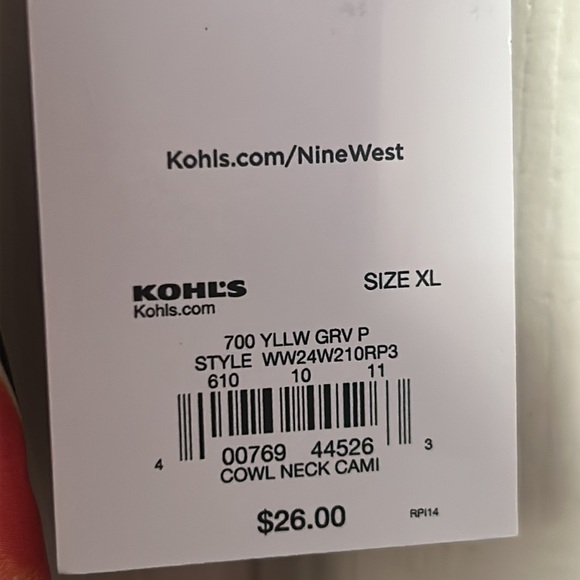 Kohls.com/NineWest
KOHL'S
SIZE XL
Kohls.com
700 YLLW GRV P
STYLE WW24W210RP3
610 10 11
4 00769 44526 3
COWL NECK CAMI
$26.00
RPI14